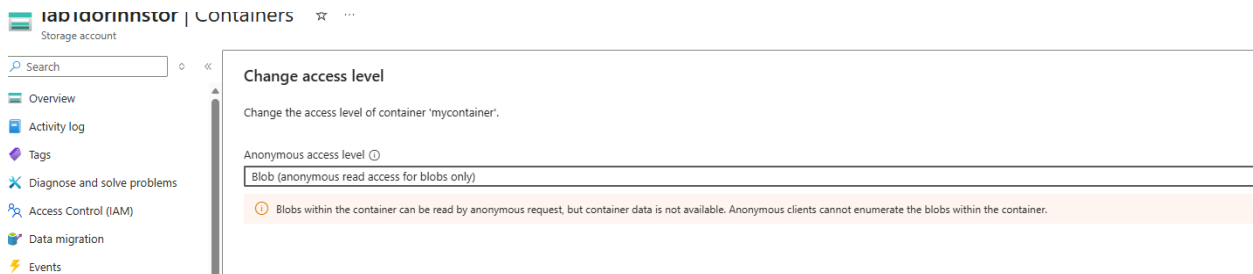 lab1dorinnstor | Containers
Storage account
Search
Overview
Activity log
Tags
Diagnose and solve problems
Access Control (IAM)
Data migration
Events
Change access level
Change the access level of container 'mycontainer'.
Anonymous access level
Blob (anonymous read access for blobs only)
Blobs within the container can be read by anonymous request, but container data is not available. Anonymous clients cannot enumerate the blobs within the container.